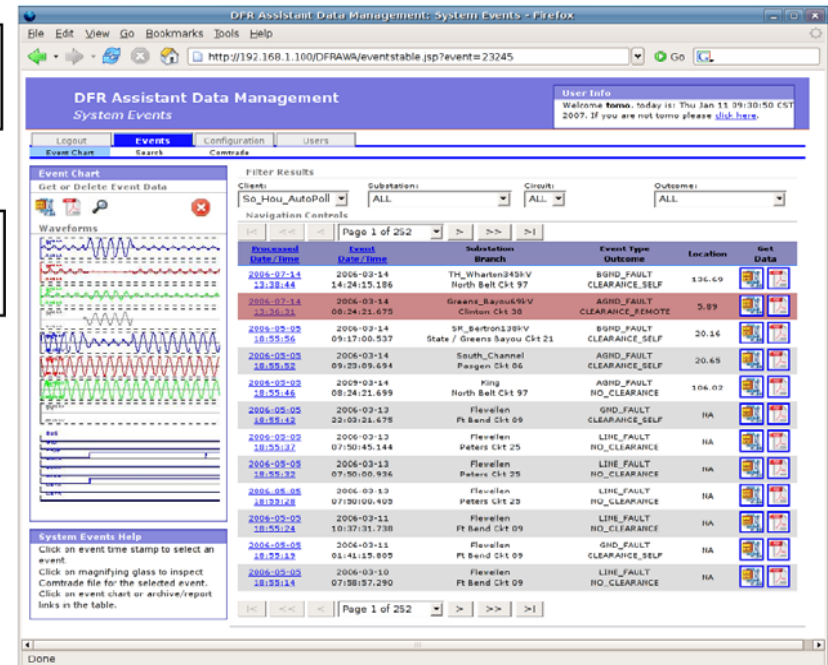 DFR Assistant Data Management: System Events - Firefox
File Edit View Go Bookmarks Tools Help
http://192.168.1.100/DFRAWA/eventstable.jsp?event=23245
Go
DFR Assistant Data Management
System Events
User Info
Welcome tomo, today is: Thu Jan 11 09:30:50 CST
2007. If you are not tomo please click here.
Logout Events Configuration Users
Event Chart Search Comtrade
Event Chart
Get or Delete Event Data
Waveforms
Filter Results
Client: Substation: Circuit: Outcome:
So_Hou_AutoPoll ALL ALL ALL
Navigation Controls
|< << < Page 1 of 252 > >> >|
Processed Date/Time Event Date/Time Substation Branch Event Type Outcome Location Get Data
2006-07-14 2006-03-14 TH_Wharton345kV BGND_FAULT
13:38:44 14:24:15.186 North Belt Ckt 97 CLEARANCE_SELF 136.69
2006-07-14 2006-03-14 Greens_Bayou69kV AGND_FAULT
13:36:31 08:24:21.675 Clinton Ckt 38 CLEARANCE_REMOTE 5.89
2006-05-05 2006-03-14 SR_Bertron138kV BGND_FAULT
18:55:56 09:17:00.537 State / Greens Bayou Ckt 21 CLEARANCE_SELF 20.16
2006-05-05 2006-03-14 South_Channel AGND_FAULT
18:55:52 09:23:09.694 Pasgen Ckt 06 CLEARANCE_SELF 20.65
2006-05-05 2009-03-14 King ABND_FAULT
18:55:46 08:24:21.699 North Belt Ckt 97 NO_CLEARANCE 106.02
2006-05-05 2006-03-13 Flewellen GND_FAULT
18:55:42 22:03:21.675 Ft Bend Ckt 09 CLEARANCE_SELF NA
2006-05-05 2006-03-13 Flewellen LINE_FAULT
18:55:37 07:50:45.144 Peters Ckt 25 NO_CLEARANCE NA
2006-05-05 2006-03-13 Flewellen LINE_FAULT
18:55:32 07:50:00.936 Peters Ckt 25 NO_CLEARANCE NA
2006-05-05 2006-03-13 Flewellen LINE_FAULT
18:55:28 07:50:00.405 Peters Ckt 25 NO_CLEARANCE NA
2006-05-05 2006-03-11 Flewellen LINE_FAULT
18:55:24 10:37:31.738 Ft Bend Ckt 09 NO_CLEARANCE NA
2006-05-05 2006-03-11 Flewellen GND_FAULT
18:55:19 01:41:15.805 Ft Bend Ckt 09 CLEARANCE_SELF NA
2006-05-05 2006-03-10 Flewellen LINE_FAULT
18:55:14 07:58:57.290 Ft Bend Ckt 09 NO_CLEARANCE NA
|< << < Page 1 of 252 > >> >|
System Events Help
Click on event time stamp to select an
event.
Click on magnifying glass to inspect
Comtrade file for the selected event.
Click on event chart or archive/report
links in the table.
Done